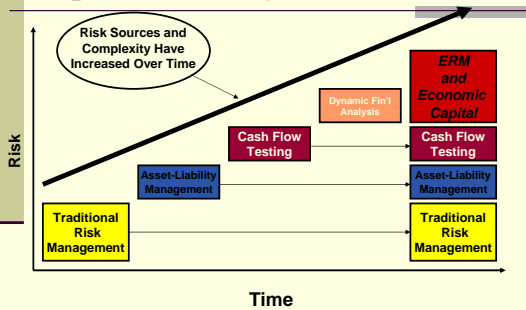 Risk Sources and
Complexity Have
Increased Over Time
ERM
and
Economic
Capital
Dynamic Fin'l
Analysis
Cash Flow
Testing
Cash Flow
Testing
Asset-Liability
Management
Asset-Liability
Management
Traditional
Risk
Management
Traditional
Risk
Management
Risk
Time